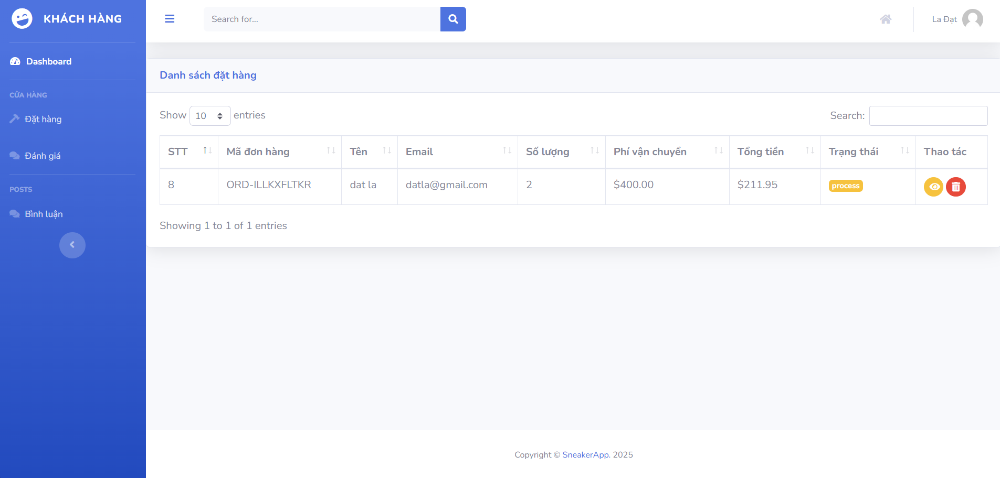 KHÁCH HÀNG
Dashboard
CỬA HÀNG
Đặt hàng
Đánh giá
POSTS
Bình luận
Search for...
La Đạt
Danh sách đặt hàng
Show 10 entries
Search:
STT Mã đơn hàng Tên Email Số lượng Phí vận chuyển Tổng tiền Trạng thái Thao tác
8 ORD-ILLKXFLTKR dat la datla@gmail.com 2 $400.00 $211.95 process
Showing 1 to 1 of 1 entries
Copyright © SneakerApp. 2025